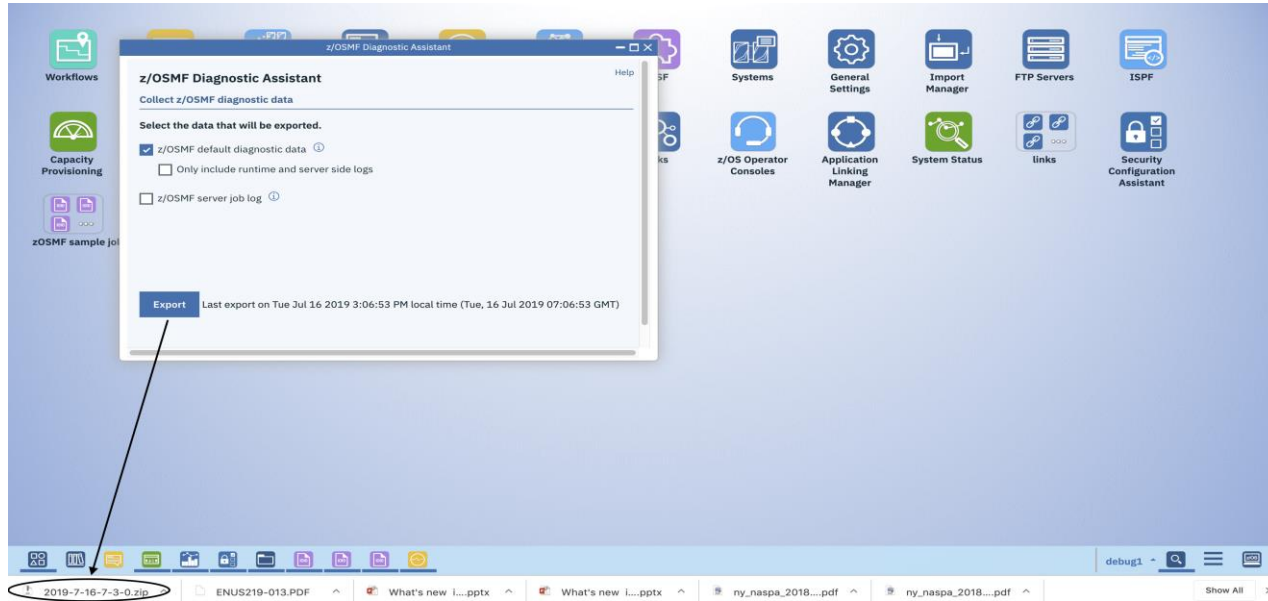 z/OSMF Diagnostic Assistant
z/OSMF Diagnostic Assistant
Help
Collect z/OSMF diagnostic data
Select the data that will be exported.
z/OSMF default diagnostic data
Only include runtime and server side logs
z/OSMF server job log
Export
Last export on Tue Jul 16 2019 3:06:53 PM local time (Tue, 16 Jul 2019 07:06:53 GMT)
Workflows
SF
Systems
General
Settings
Import
Manager
FTP Servers
ISPF
Capacity
Provisioning
ks
z/OS Operator
Consoles
Application
Linking
Manager
System Status
links
Security
Configuration
Assistant
zOSMF sample jo
debug1
2019-7-16-7-3-0.zip
ENUS219-013.PDF
What's new i....pptx
What's new i....pptx
ny_naspa_2018....pdf
ny_naspa_2018....pdf
Show All